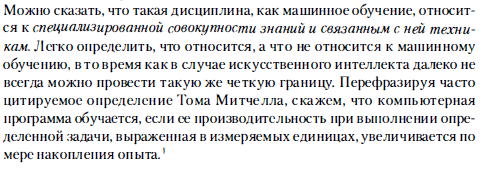 Можно сказать, что такая дисциплина, как машинное обучение, относит-
ся к специализированной совокупности знаний и связанным с ней техни-
кам. Легко определить, что относится, а что не относится к машинному
обучению, в то время как в случае искусственного интеллекта далеко не
всегда можно провести такую же четкую границу. Перефразируя часто
цитируемое определение Тома Митчелла, скажем, что компьютерная
программа обучается, если ее производительность при выполнении опре-
деленной задачи, выраженная в измеряемых единицах, увеличивается по
мере накопления опыта.¹